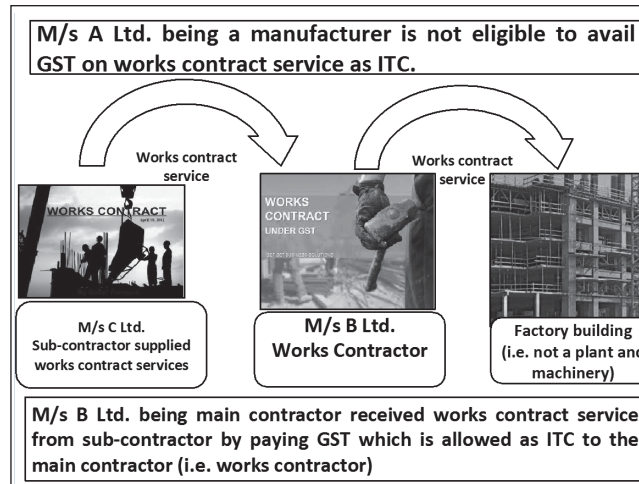 M/s A Ltd. being a manufacturer is not eligible to avail
GST on works contract service as ITC.
Works contract
service
Works contract
service
WORKS CONTRACT
WORKS
CONTRACT
UNDER GST
M/s C Ltd.
Sub-contractor supplied
works contract services
M/s B Ltd.
Works Contractor
Factory building
(i.e. not a plant and
machinery)
M/s B Ltd. being main contractor received works contract service
from sub-contractor by paying GST which is allowed as ITC to the
main contractor (i.e. works contractor)